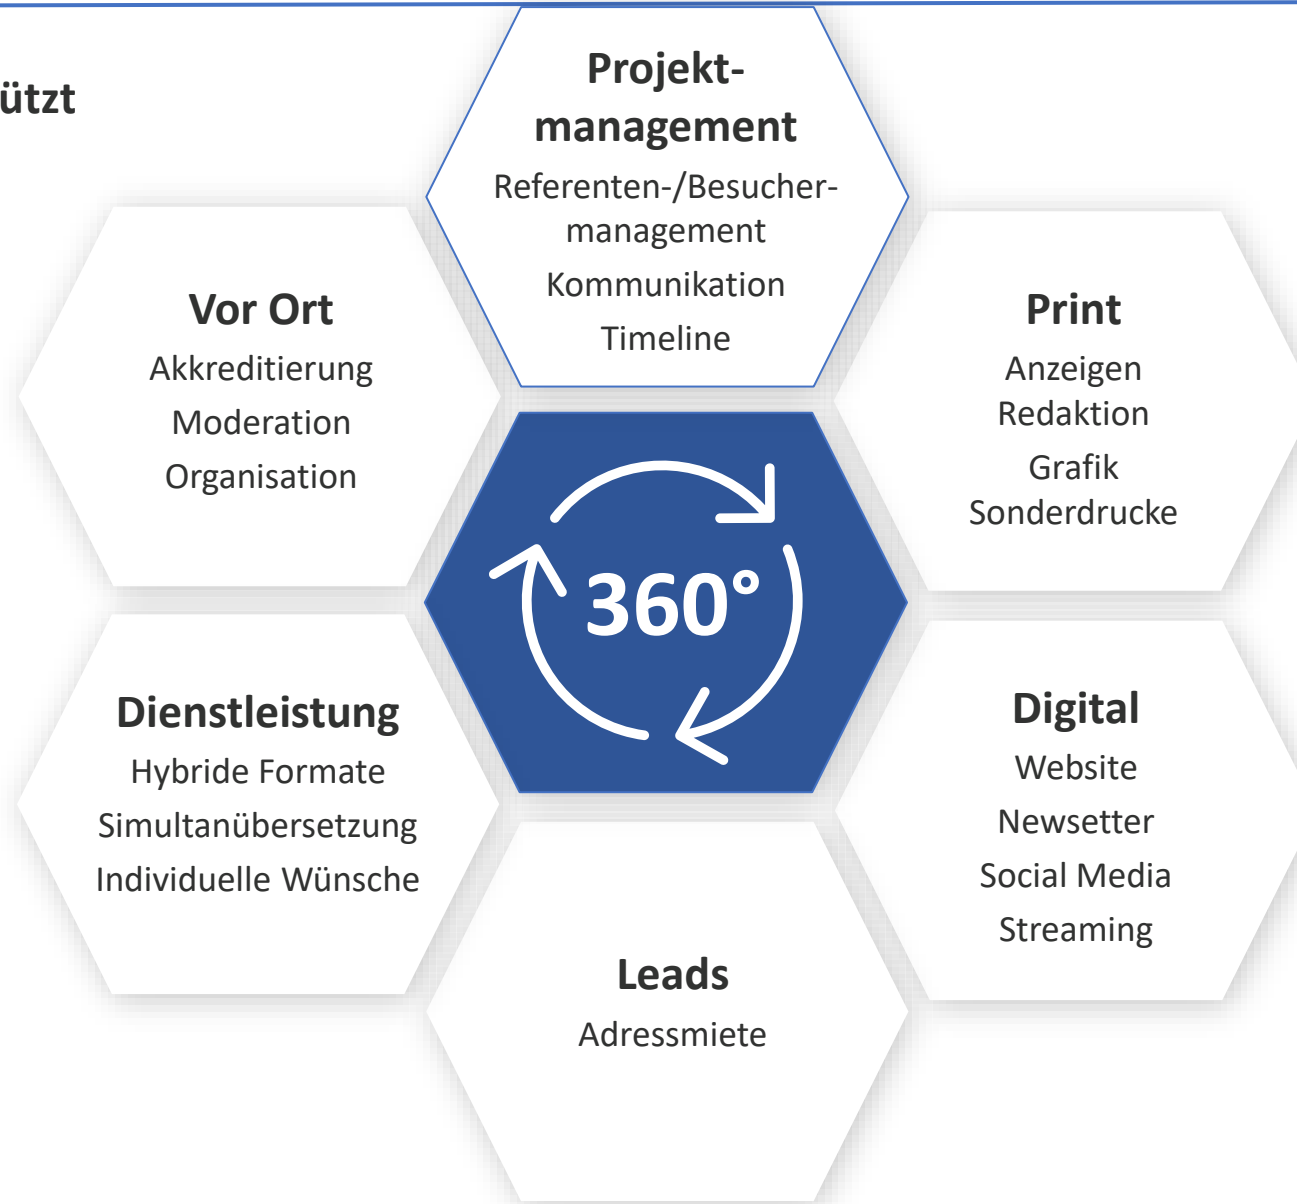 ützt
Projekt-
management
Referenten-/Besucher-
management
Kommunikation
Timeline
Vor Ort
Akkreditierung
Moderation
Organisation
Print
Anzeigen
Redaktion
Grafik
Sonderdrucke
360°
Dienstleistung
Hybride Formate
Simultanübersetzung
Individuelle Wünsche
Digital
Website
Newsetter
Social Media
Streaming
Leads
Adressmiete